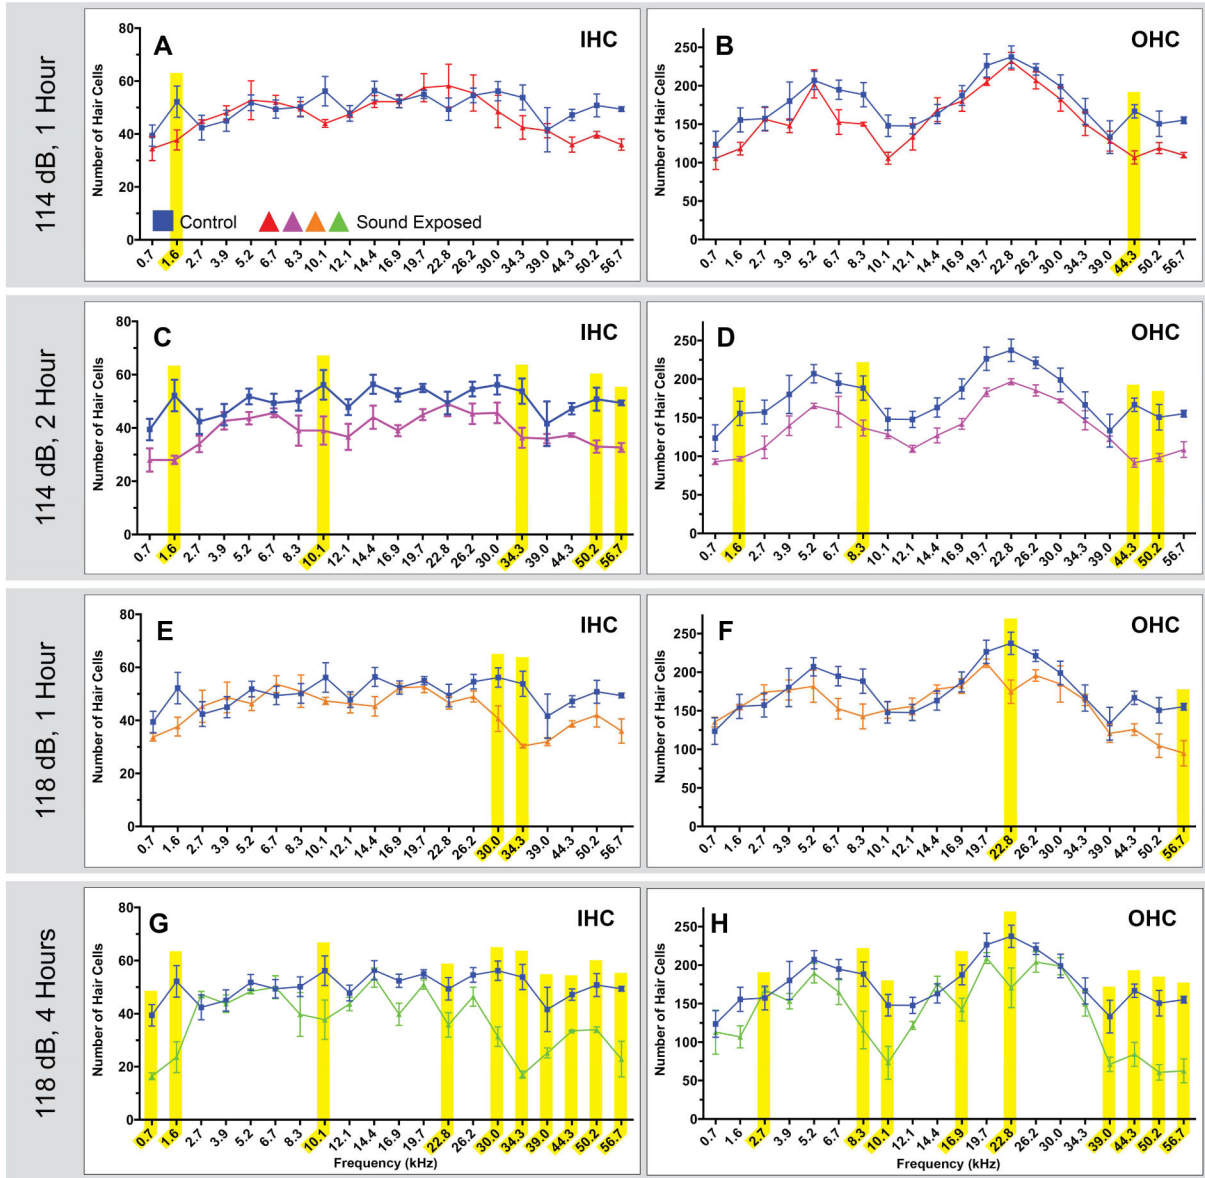 114 dB, 1 Hour
A
IHC
Number of Hair Cells
80
60
40
20
0
Control
Sound Exposed
0.7 1.6 2.7 3.9 5.2 6.7 8.3 10.1 12.1 14.4 16.9 19.7 22.8 26.2 30.0 34.3 39.0 44.3 50.2 56.7
B
OHC
Number of Hair Cells
250
200
150
100
50
0
0.7 1.6 2.7 3.9 5.2 6.7 8.3 10.1 12.1 14.4 16.9 19.7 22.8 26.2 30.0 34.3 39.0 44.3 50.2 56.7
114 dB, 2 Hour
C
IHC
Number of Hair Cells
80
60
40
20
0
0.7 1.6 2.7 3.9 5.2 6.7 8.3 10.1 12.1 14.4 16.9 19.7 22.8 26.2 30.0 34.3 39.0 44.3 50.2 56.7
D
OHC
Number of Hair Cells
250
200
150
100
50
0
0.7 1.6 2.7 3.9 5.2 6.7 8.3 10.1 12.1 14.4 16.9 19.7 22.8 26.2 30.0 34.3 39.0 44.3 50.2 56.7
118 dB, 1 Hour
E
IHC
Number of Hair Cells
80
60
40
20
0
0.7 1.6 2.7 3.9 5.2 6.7 8.3 10.1 12.1 14.4 16.9 19.7 22.8 26.2 30.0 34.3 39.0 44.3 50.2 56.7
F
OHC
Number of Hair Cells
250
200
150
100
50
0
0.7 1.6 2.7 3.9 5.2 6.7 8.3 10.1 12.1 14.4 16.9 19.7 22.8 26.2 30.0 34.3 39.0 44.3 50.2 56.7
118 dB, 4 Hours
G
IHC
Number of Hair Cells
80
60
40
20
0
0.7 1.6 2.7 3.9 5.2 6.7 8.3 10.1 12.1 14.4 16.9 19.7 22.8 26.2 30.0 34.3 39.0 44.3 50.2 56.7
Frequency (kHz)
H
OHC
Number of Hair Cells
250
200
150
100
50
0
0.7 1.6 2.7 3.9 5.2 6.7 8.3 10.1 12.1 14.4 16.9 19.7 22.8 26.2 30.0 34.3 39.0 44.3 50.2 56.7
Frequency (kHz)